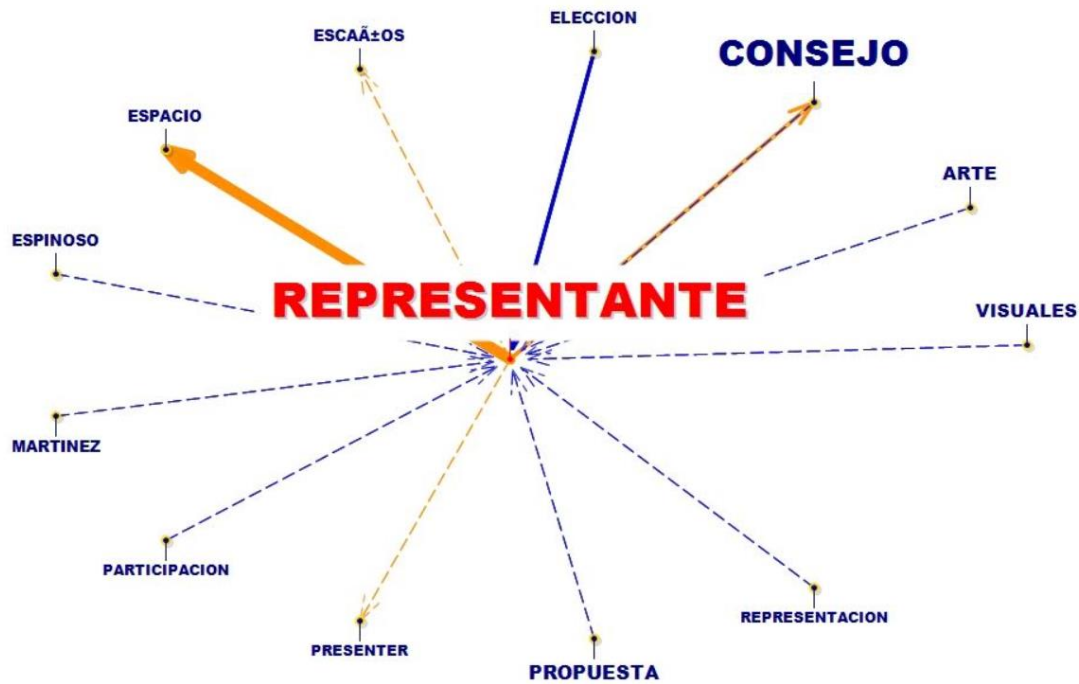 ELECCION
ESCAÃ±OS
CONSEJO
ESPACIO
ARTE
ESPINOSO
REPRESENTANTE
VISUALES
MARTINEZ
PARTICIPACION
REPRESENTACION
PRESENTER
PROPUESTA